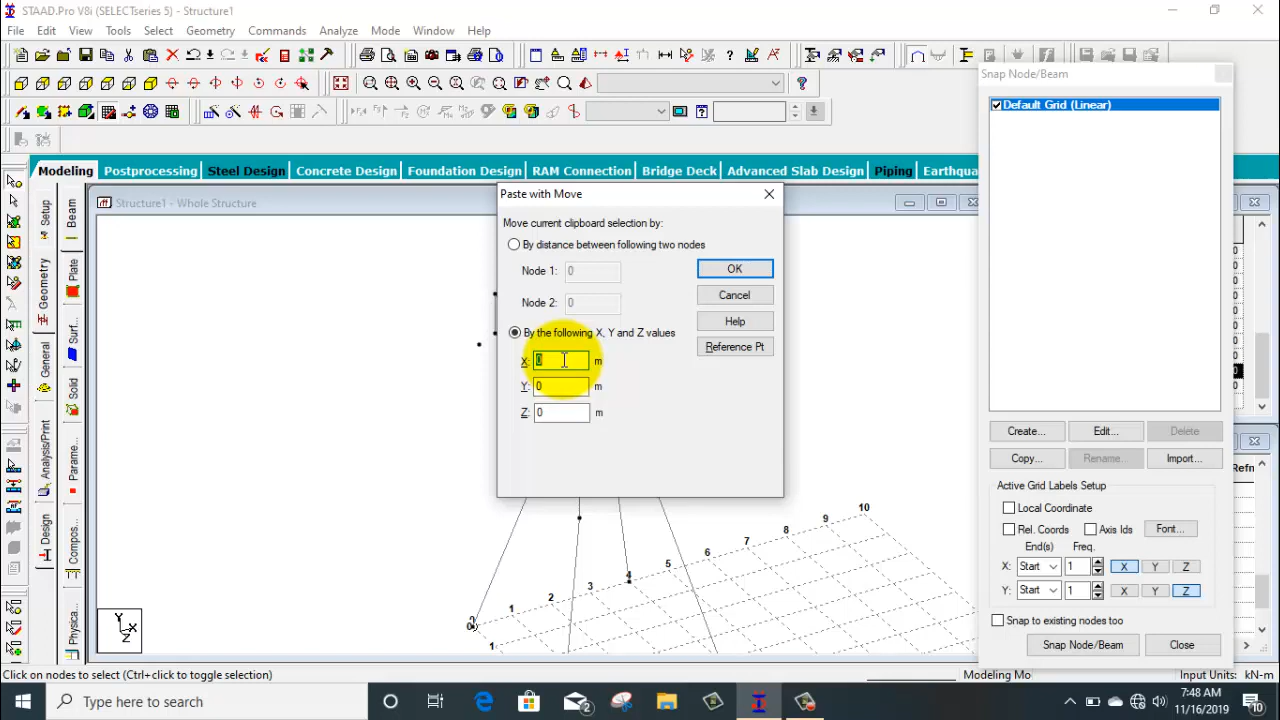 STAAD.Pro V8i (SELECTseries 5) - Structure1
File Edit View Tools Select Geometry Commands Analyze Mode Window Help
Snap Node/Beam
Default Grid (Linear)
Modeling Postprocessing Steel Design Concrete Design Foundation Design RAM Connection Bridge Deck Advanced Slab Design Piping Earthqua
Structure1 - Whole Structure
Setup
Geometry
General
Analysis/Print
Design
Beam
Plate
Surf...
Solid
Parame...
Compos...
Physica...
Paste with Move
Move current clipboard selection by:
By distance between following two nodes
Node 1: 0
Node 2: 0
By the following X, Y and Z values
X: 0 m
Y: 0 m
Z: 0 m
OK
Cancel
Help
Reference Pt
1 2 3 4 5 6 7 8 9 10
1
Y
X
Z
Create... Edit... Delete
Copy... Rename... Import...
Active Grid Labels Setup
Local Coordinate
Rel. Coords Axis Ids Font...
End(s) Freq.
X: Start 1 X Y Z
Y: Start 1 X Y Z
Snap to existing nodes too
Snap Node/Beam Close
Refn
Click on nodes to select (Ctrl+click to toggle selection)
Modeling Mo
Input Units: kN-m
Type here to search
2
7:48 AM
11/16/2019
10